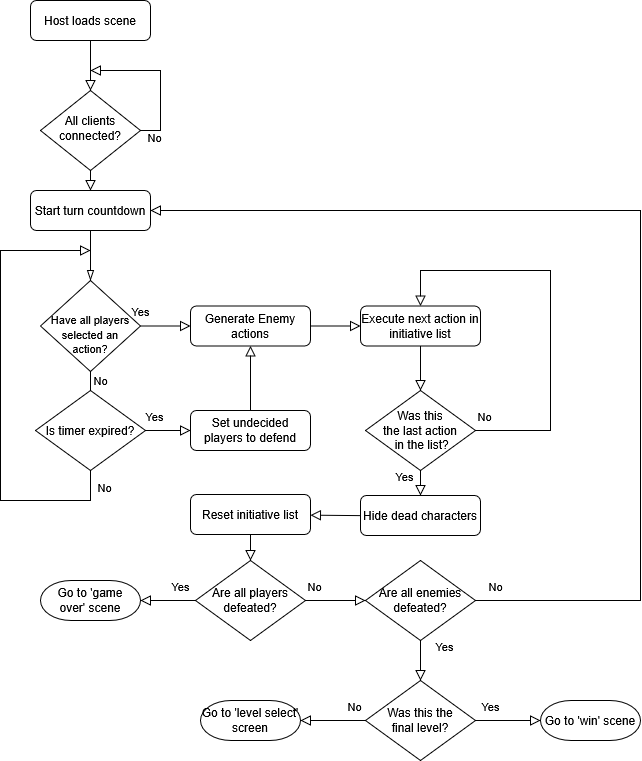 Host loads scene
All clients
connected?
No
Start turn countdown
Have all players
selected an
action?
Yes
Generate Enemy
actions
Execute next action in
initiative list
No
Is timer expired?
Yes
Set undecided
players to defend
Was this
the last action
in the list?
No
No
Yes
Reset initiative list
Hide dead characters
Go to 'game
over' scene
Yes
Are all players
defeated?
No
Are all enemies
defeated?
No
Yes
Go to 'level select'
screen
No
Was this the
final level?
Yes
Go to 'win' scene